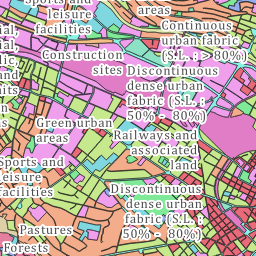 Sports and
leisure
facilities
areas
Continuous
urban fabric
(S.L. : > 80%)
Construction
sites
Discontinuous
dense urban
fabric (S.L. :
50% - 80%)
Green urban
areas
Railways and
associated
land
Sports and
leisure
facilities
Discontinuous
dense urban
fabric (S.L. :
50% - 80%)
Pastures
Forests